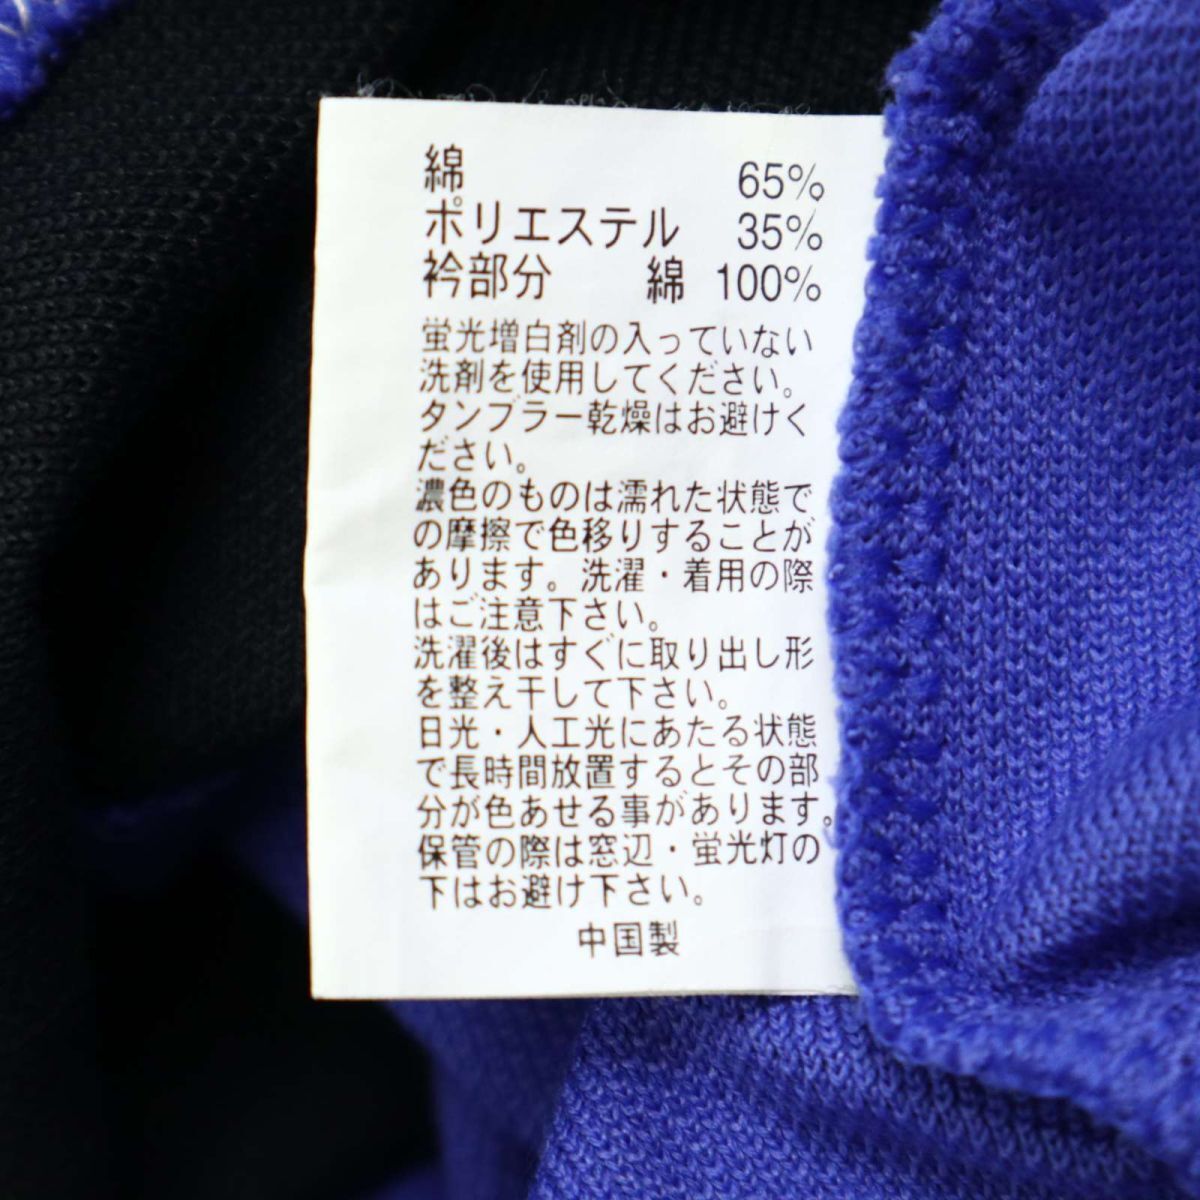 綿 65%
ポリエステル 35%
衿部分 綿 100%
蛍光増白剤の入っていない
洗剤を使用してください。
タンブラー乾燥はお避けく
ださい。
濃色のものは濡れた状態で
の摩擦で色移りすることが
あります。洗濯・着用の際
はご注意下さい。
洗濯後はすぐに取り出し形
を整え干して下さい。
日光・人工光にあたる状態
で長時間放置するとその部
分が色あせる事があります。
保管の際は窓辺・蛍光灯の
下はお避け下さい。
中国製